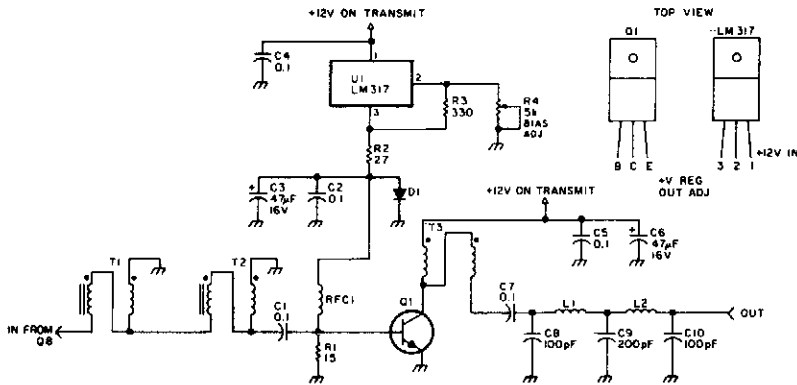 +12V ON TRANSMIT
C4
0.1
1
U1
LM317
2
3
R3
330
R4
5k
BIAS
ADJ
R2
27
TOP VIEW
Q1
LM317
B C E
3 2 1
+12V IN
+V REG
OUT ADJ
C3
47µF
16V
+
C2
0.1
D1
+12V ON TRANSMIT
C5
0.1
+
C6
47µF
16V
T1
T2
T3
IN FROM
Q8
C1
0.1
RFC1
R1
15
Q1
C7
0.1
L1
L2
OUT
C8
100pF
C9
200pF
C10
100pF